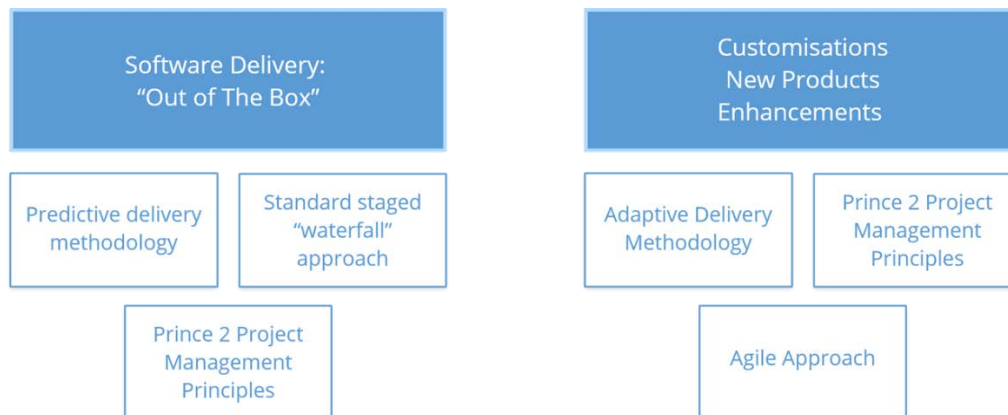 Software Delivery:
“Out of The Box”
Customisations
New Products
Enhancements
Predictive delivery
methodology
Standard staged
“waterfall”
approach
Prince 2 Project
Management
Principles
Adaptive Delivery
Methodology
Prince 2 Project
Management
Principles
Agile Approach